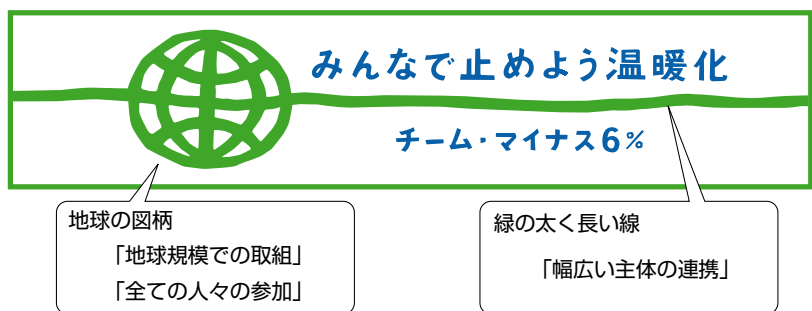 みんなで止めよう温暖化
チーム・マイナス6%
地球の図柄
「地球規模での取組」
「全ての人々の参加」
緑の太く長い線
「幅広い主体の連携」